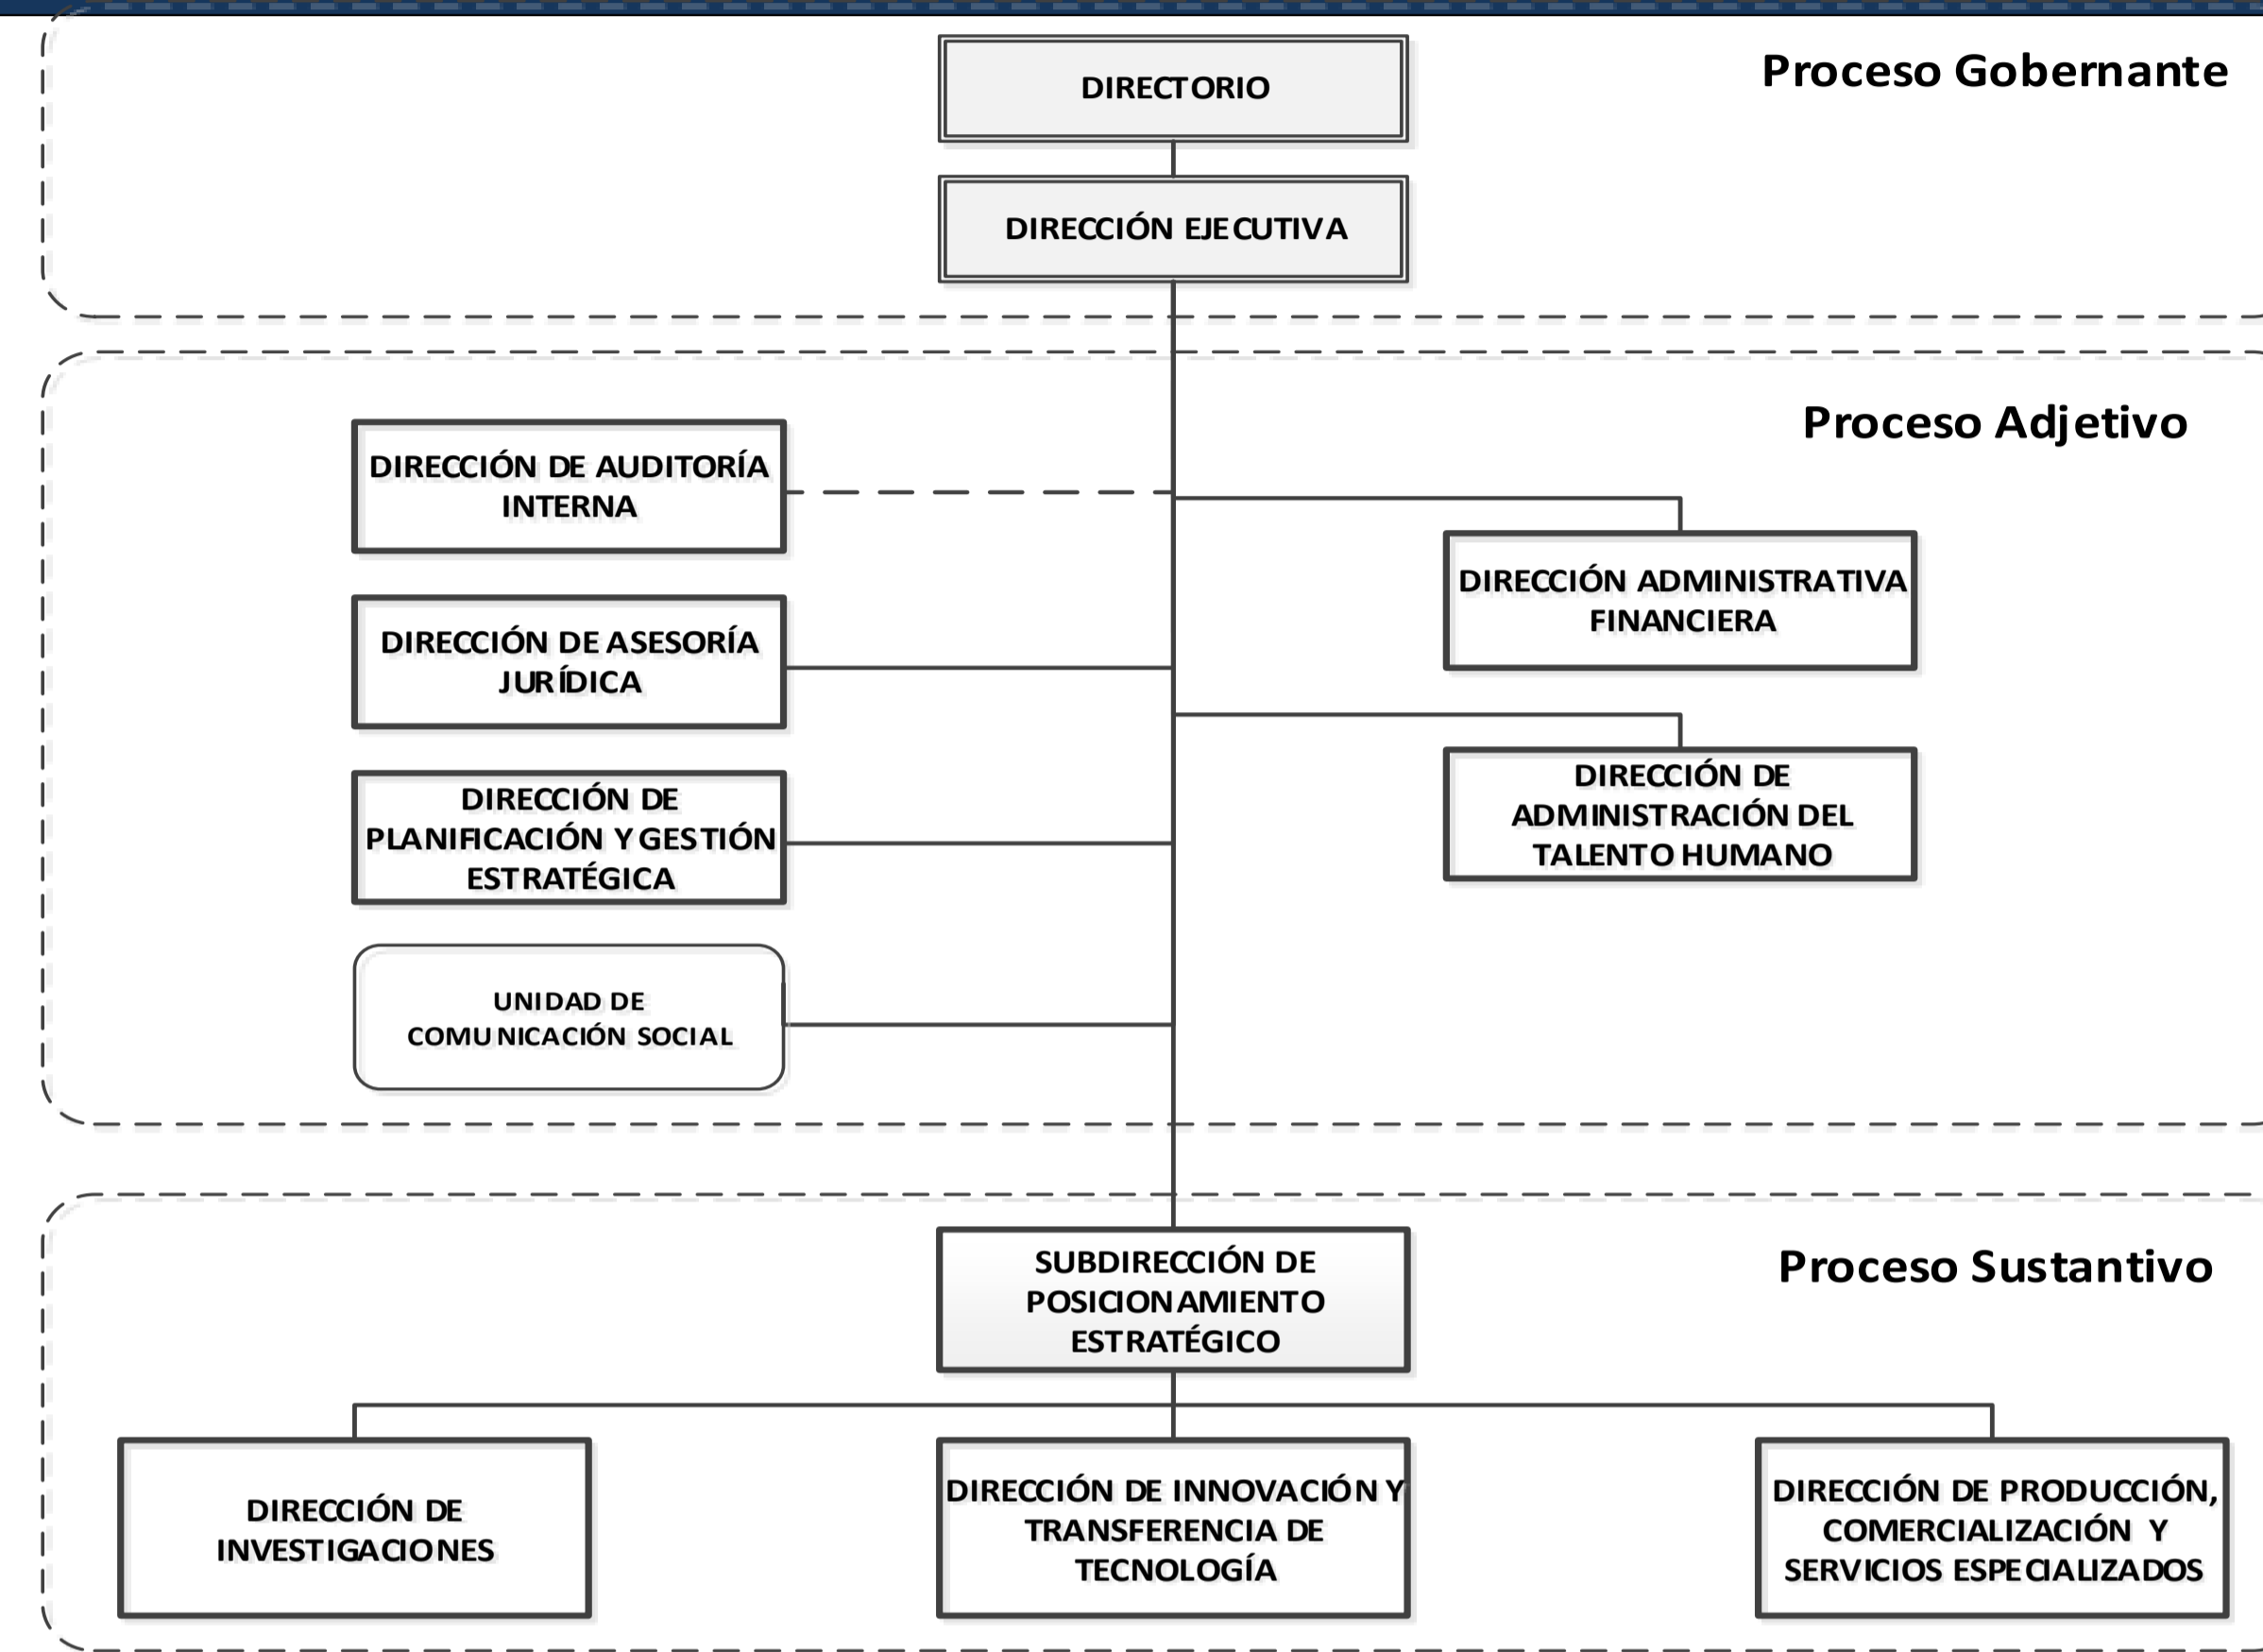 Proceso Gobernante
DIRECTORIO
DIRECCIÓN EJECUTIVA
Proceso Adjetivo
DIRECCIÓN DE AUDITORÍA
INTERNA
DIRECCIÓN ADMINISTRATIVA
FINANCIERA
DIRECCIÓN DE ASESORÍA
JURÍDICA
DIRECCIÓN DE
ADMINISTRACIÓN DEL
TALENTO HUMANO
DIRECCIÓN DE
PLANIFICACIÓN Y GESTIÓN
ESTRATÉGICA
UNIDAD DE
COMUNICACIÓN SOCIAL
Proceso Sustantivo
SUBDIRECCIÓN DE
POSICIONAMIENTO
ESTRATÉGICO
DIRECCIÓN DE
INVESTIGACIONES
DIRECCIÓN DE INNOVACIÓN Y
TRANSFERENCIA DE
TECNOLOGÍA
DIRECCIÓN DE PRODUCCIÓN,
COMERCIALIZACIÓN Y
SERVICIOS ESPECIALIZADOS